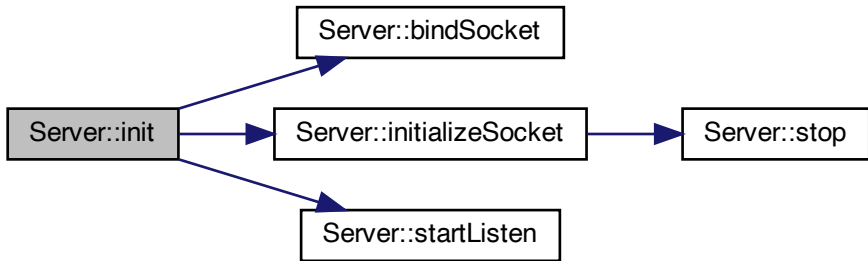 Server::bindSocket
Server::init
Server::initializeSocket
Server::stop
Server::startListen